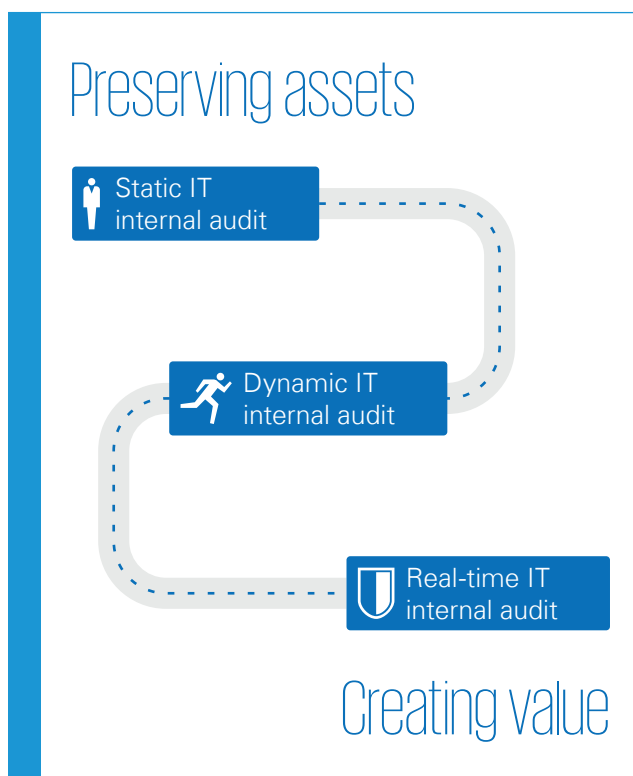 Preserving assets
Static IT
internal audit
Dynamic IT
internal audit
Real-time IT
internal audit
Creating value